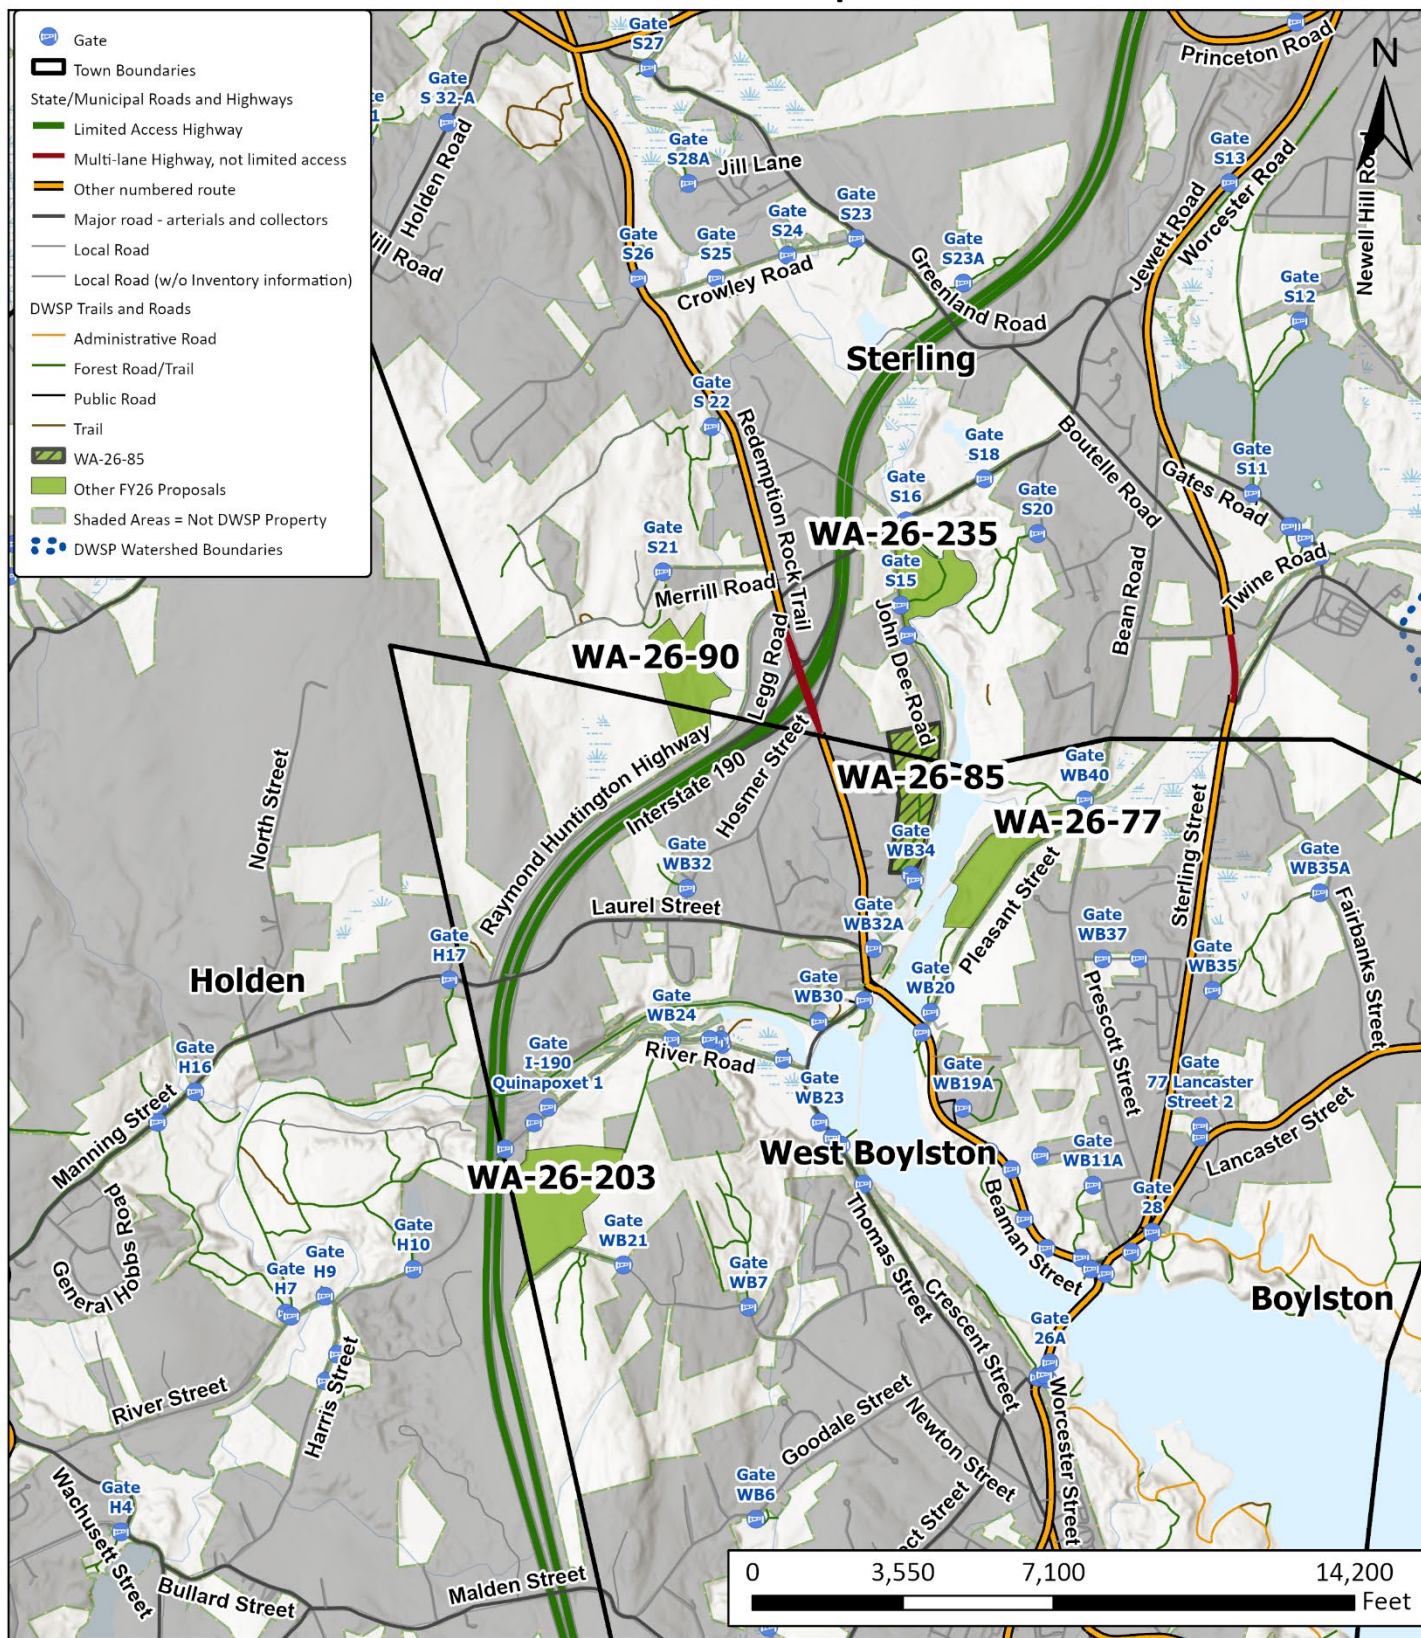 Gate
Town Boundaries
State/Municipal Roads and Highways
Limited Access Highway
Multi-lane Highway, not limited access
Other numbered route
Major road - arterials and collectors
Local Road
Local Road (w/o Inventory information)
DWSP Trails and Roads
Administrative Road
Forest Road/Trail
Public Road
Trail
WA-26-85
Other FY26 Proposals
Shaded Areas = Not DWSP Property
DWSP Watershed Boundaries
N
Gate
S27
Princeton Road
Gate
S 32-A
Holden Road
Gate
S28A
Jill Lane
Gate
S13
Worcester Road
Jewett Road
Gate
S26
Gate
S25
Gate
S24
Gate
S23
Gate
S23A
Crowley Road
Greenland Road
Gate
S12
Sterling
Gate
S 22
Redemption Rock Trail
Boutelle Road
Gate
S18
Gate
S16
Gate
S20
Gate
S11
Gates Road
WA-26-235
Gate
S21
Merrill Road
Gate
S15
Twine Road
Bean Road
John Dee Road
Legg Road
WA-26-90
Raymond Huntington Highway
Interstate 190
Hosmer Street
WA-26-85
Gate
WB40
WA-26-77
North Street
Gate
WB34
Gate
WB32
Laurel Street
Pleasant Street
Sterling Street
Gate
WB35A
Fairbanks Street
Gate
H17
Gate
WB32A
Gate
WB37
Gate
WB35
Prescott Street
Holden
Gate
WB30
Gate
WB20
Gate
WB24
River Road
Gate
I-190
Quinapoxet 1
Gate
H16
Manning Street
Gate
WB23
Gate
WB19A
Gate
77 Lancaster
Street 2
Lancaster Street
West Boylston
Gate
WB11A
WA-26-203
Beaman Street
Gate
28
Thomas Street
General Hobbs Road
Gate
H10
Gate
WB21
Gate
H9
Gate
H7
Gate
WB7
Boylston
Crescent Street
Gate
26A
River Street
Harris Street
Goodale Street
Newton Street
Worcester Street
Gate
WB6
Gate
H4
Wachusett Street
Bullard Street
Malden Street
0 3,550 7,100 14,200
Feet